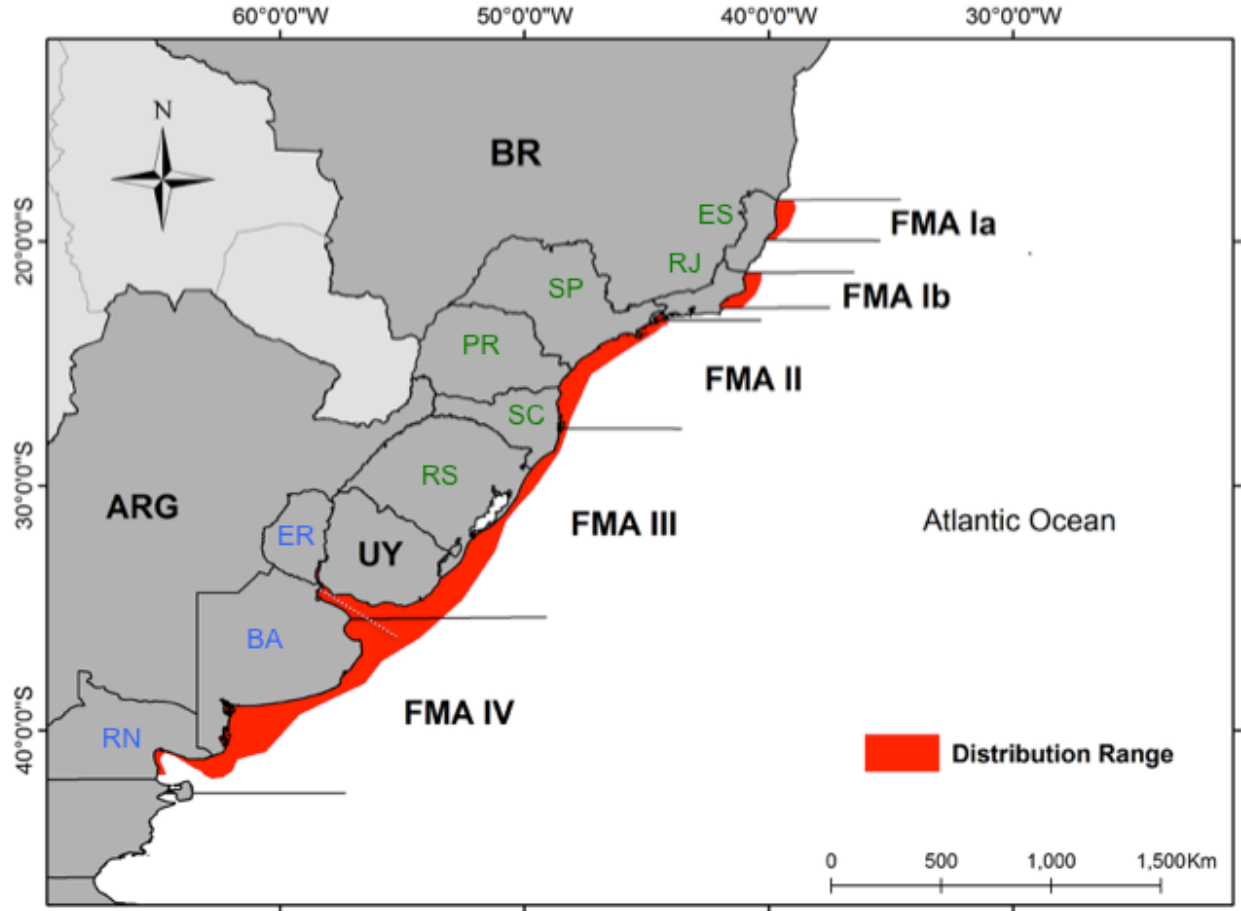 60°0'0"W 50°0'0"W 40°0'0"W 30°0'0"W
N
BR
ES
FMA Ia
20°0'0"S
RJ
SP
FMA Ib
PR
FMA II
SC
RS
30°0'0"S
ARG
FMA III
Atlantic Ocean
ER
UY
BA
FMA IV
RN
40°0'0"S
Distribution Range
0 500 1,000 1,500Km